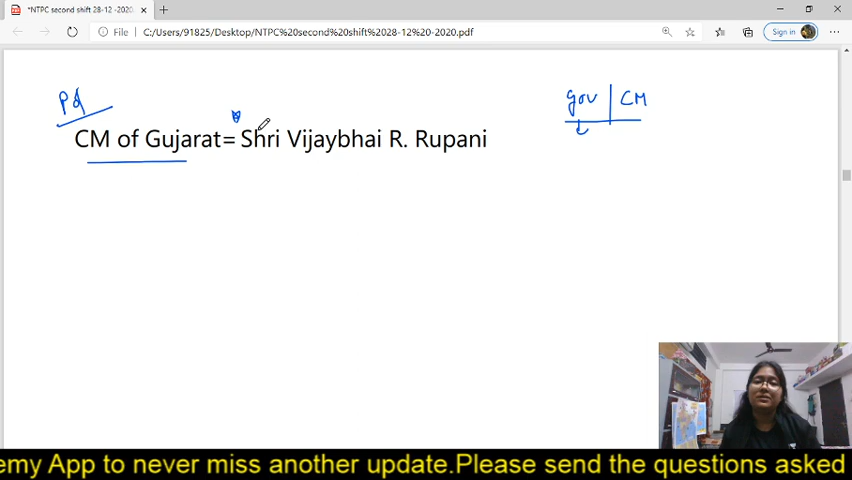 *NTPC second shift 28-12 -2020.
Sign in
File
C:/Users/91825/Desktop/NTPC%20second%20shift%2028-12%20-2020.pdf
Pd
gov CM
CM of Gujarat= Shri Vijaybhai R. Rupani
emy App to never miss another update.Please send the questions asked